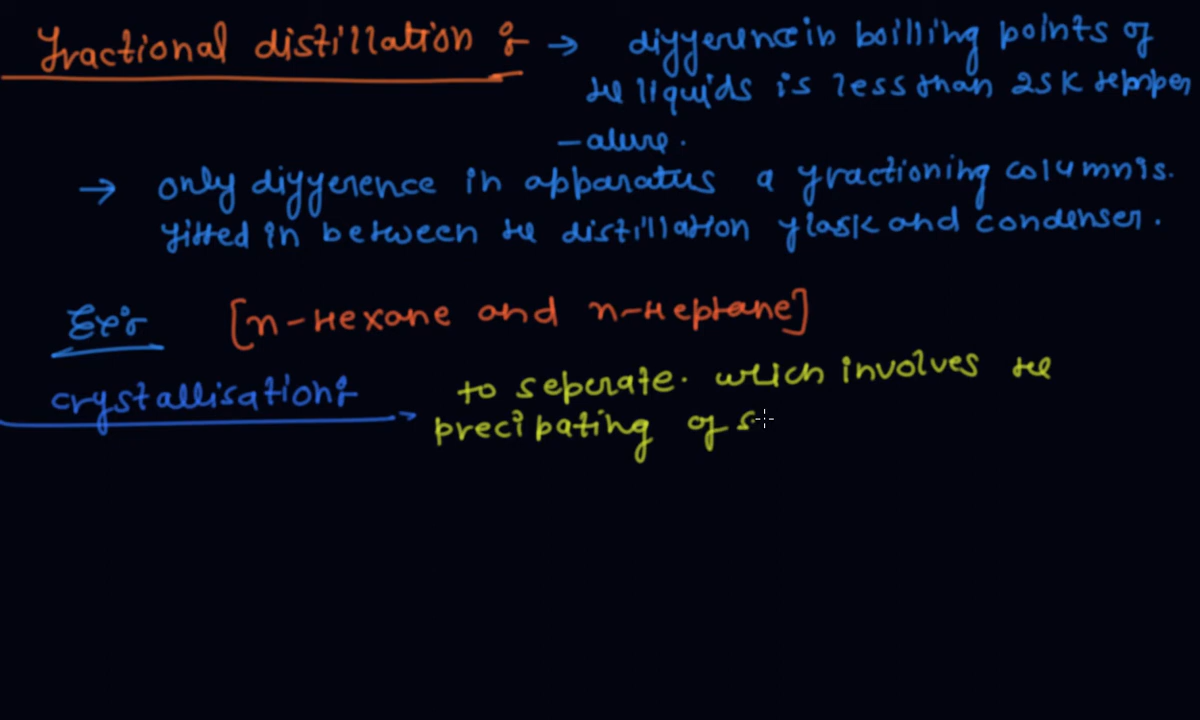 fractional distillation :- → difference in boilling points of
the liquids is less than 25K temper
- ature.
→ only difference in apparatus a fractioning column is.
fitted in between the distillation flask and condenser.
Ex:- [n-Hexane and n-Heptane]
crystallisation:- → to seperate. which involves the
precipating of s